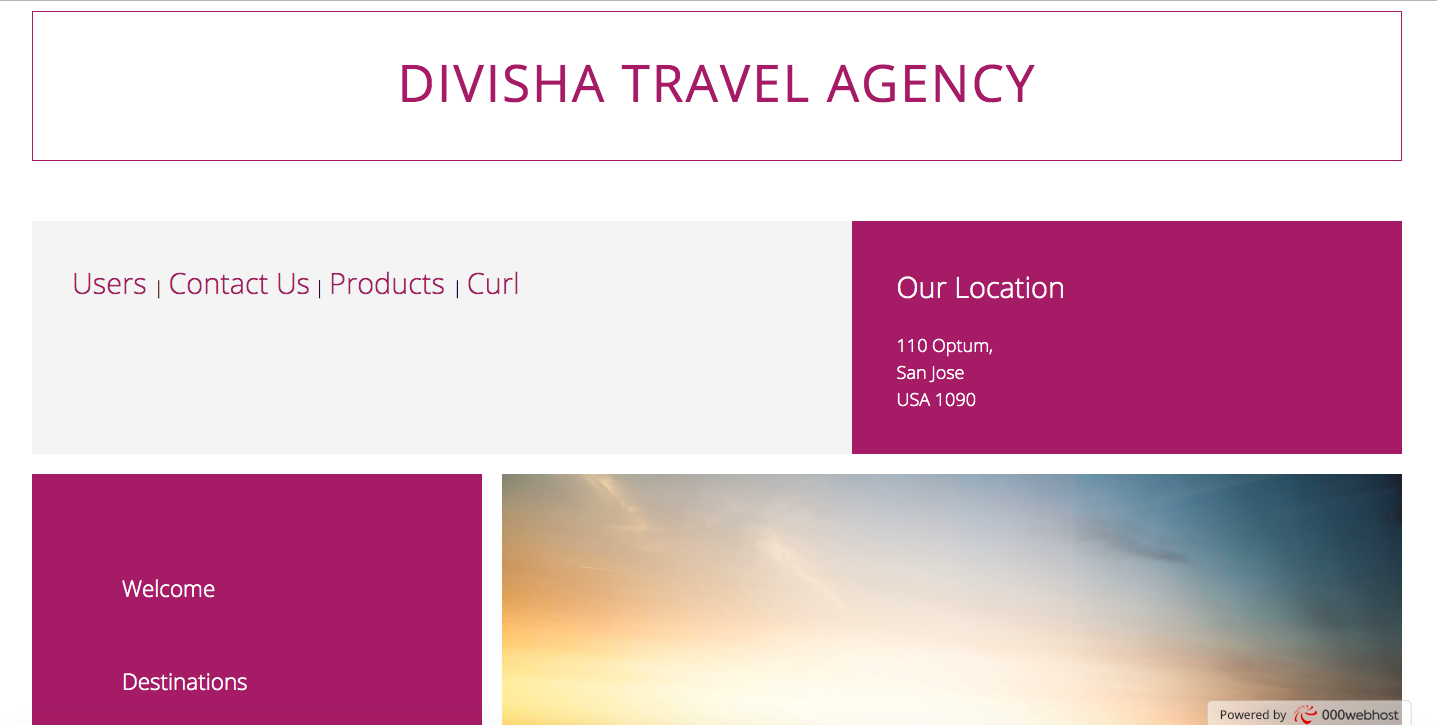 DIVISHA TRAVEL AGENCY
Users | Contact Us | Products | Curl
Our Location
110 Optum,
San Jose
USA 1090
Welcome
Destinations
Powered by 000webhost